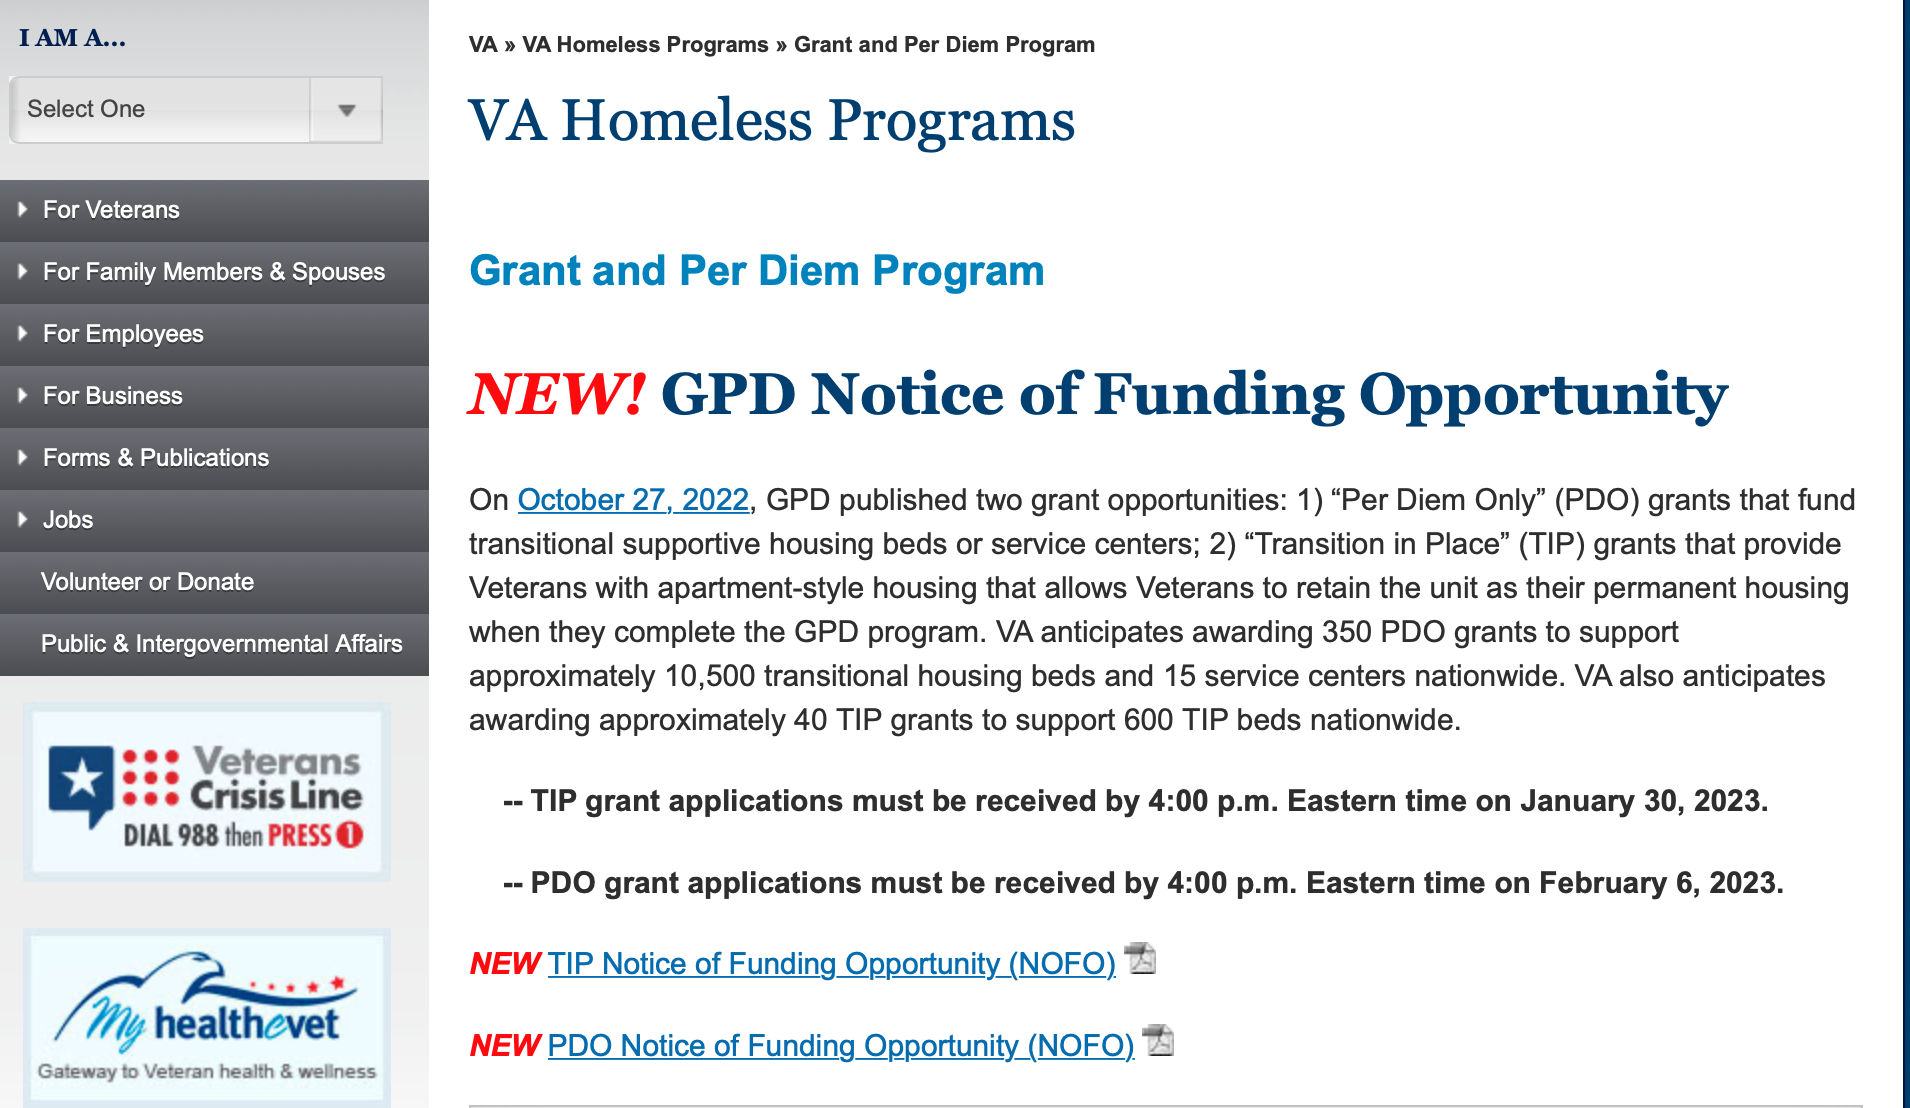 I AM A...
Select One
For Veterans
For Family Members & Spouses
For Employees
For Business
Forms & Publications
Jobs
Volunteer or Donate
Public & Intergovernmental Affairs
Veterans
Crisis Line
DIAL 988 then PRESS 1
My healthevet
Gateway to Veteran health & wellness
VA » VA Homeless Programs » Grant and Per Diem Program
VA Homeless Programs
Grant and Per Diem Program
NEW! GPD Notice of Funding Opportunity
On October 27, 2022, GPD published two grant opportunities: 1) “Per Diem Only” (PDO) grants that fund
transitional supportive housing beds or service centers; 2) “Transition in Place” (TIP) grants that provide
Veterans with apartment-style housing that allows Veterans to retain the unit as their permanent housing
when they complete the GPD program. VA anticipates awarding 350 PDO grants to support
approximately 10,500 transitional housing beds and 15 service centers nationwide. VA also anticipates
awarding approximately 40 TIP grants to support 600 TIP beds nationwide.
-- TIP grant applications must be received by 4:00 p.m. Eastern time on January 30, 2023.
-- PDO grant applications must be received by 4:00 p.m. Eastern time on February 6, 2023.
NEW TIP Notice of Funding Opportunity (NOFO)
NEW PDO Notice of Funding Opportunity (NOFO)